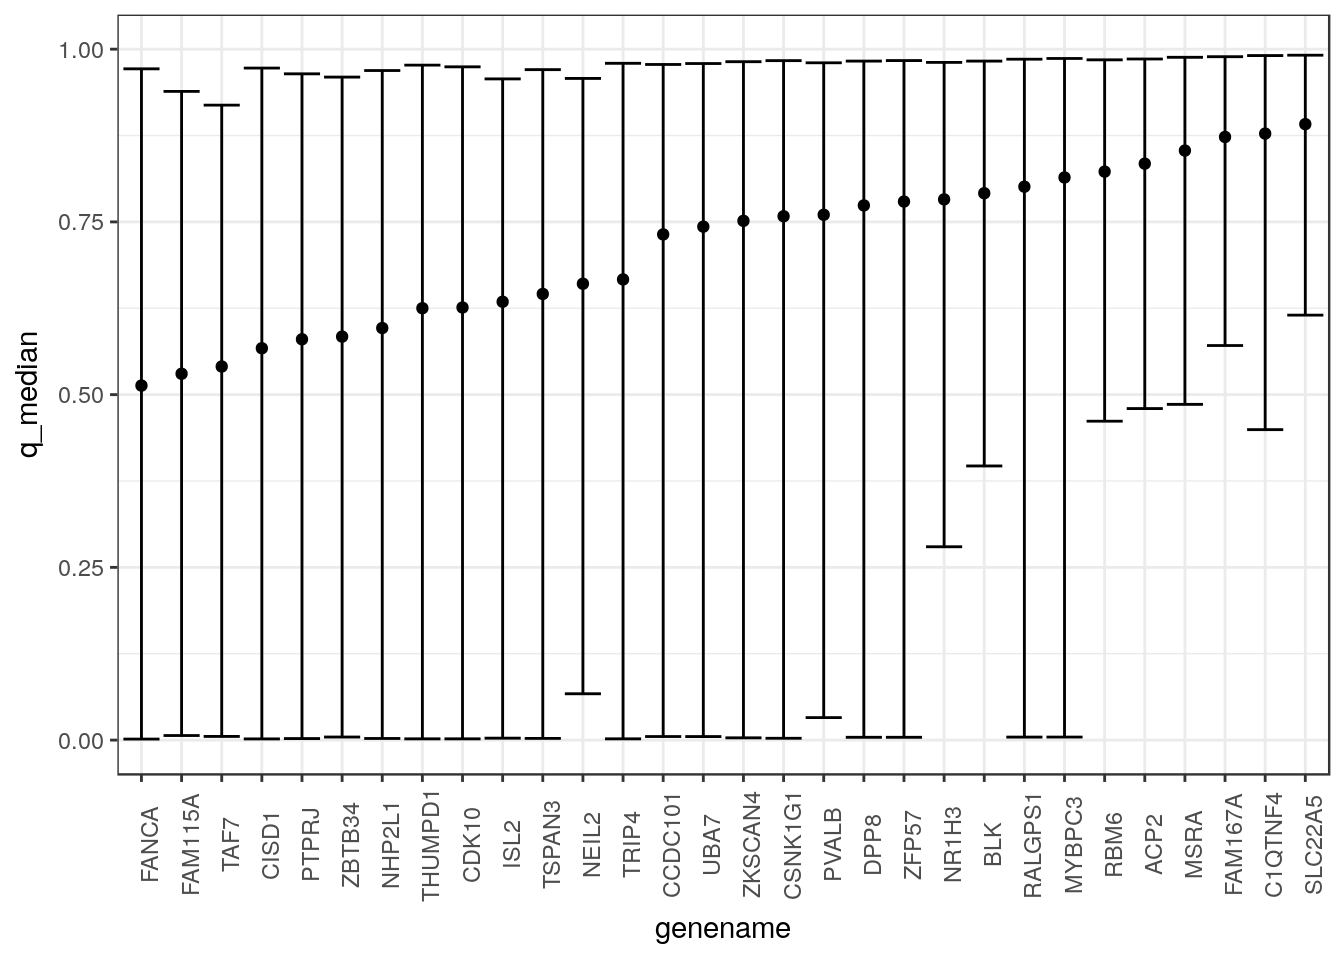 1.00
0.75
0.50
0.25
0.00
q_median
FANCA
FAM115A
TAF7
CISD1
PTPRJ
ZBTB34
NHP2L1
THUMPD1
CDK10
ISL2
TSPAN3
NEIL2
TRIP4
CCDC101
UBA7
ZKSCAN4
CSNK1G1
PVALB
DPP8
ZFP57
NR1H3
BLK
RALGPS1
MYBPC3
RBM6
ACP2
MSRA
FAM167A
C1QTNF4
SLC22A5
genename